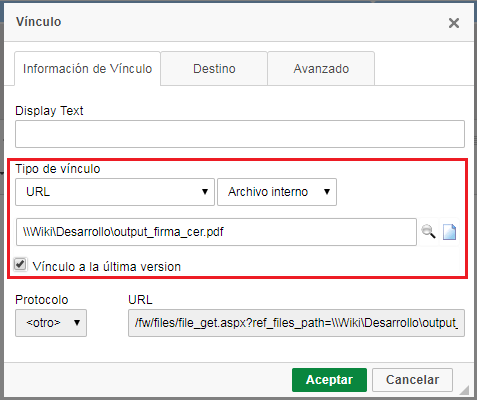 Vínculo
Información de Vínculo Destino Avanzado
Display Text
Tipo de vínculo
URL Archivo interno
\\Wiki\Desarrollo\output_firma_cer.pdf
Vínculo a la última version
Protocolo URL
<otro> /fw/files/file_get.aspx?ref_files_path=\\Wiki\Desarrollo\output_
Aceptar Cancelar